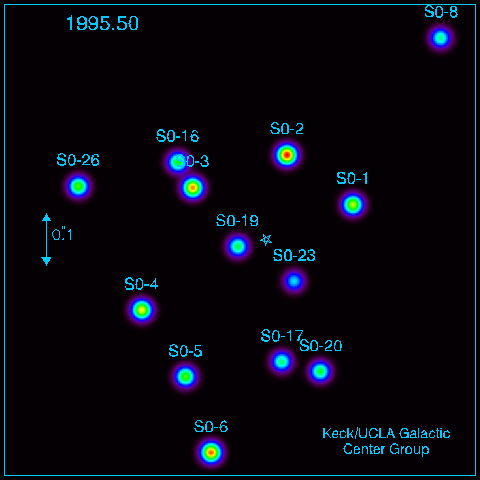 S0-8
1995.50
S0-2
S0-16
S0-3
S0-26
S0-1
S0-19
0".1
S0-23
S0-4
S0-17
S0-20
S0-5
S0-6
Keck/UCLA Galactic
Center Group